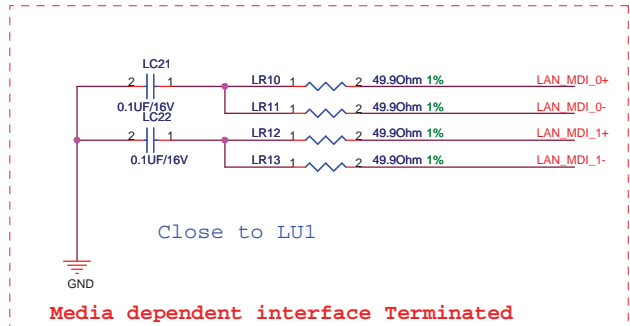 LC21
2 1 LR10 1 2 49.9Ohm 1% LAN_MDI_0+
0.1UF/16V LR11 1 2 49.9Ohm 1% LAN_MDI_0-
LC22
2 1 LR12 1 2 49.9Ohm 1% LAN_MDI_1+
0.1UF/16V LR13 1 2 49.9Ohm 1% LAN_MDI_1-
Close to LU1
GND
Media dependent interface Terminated